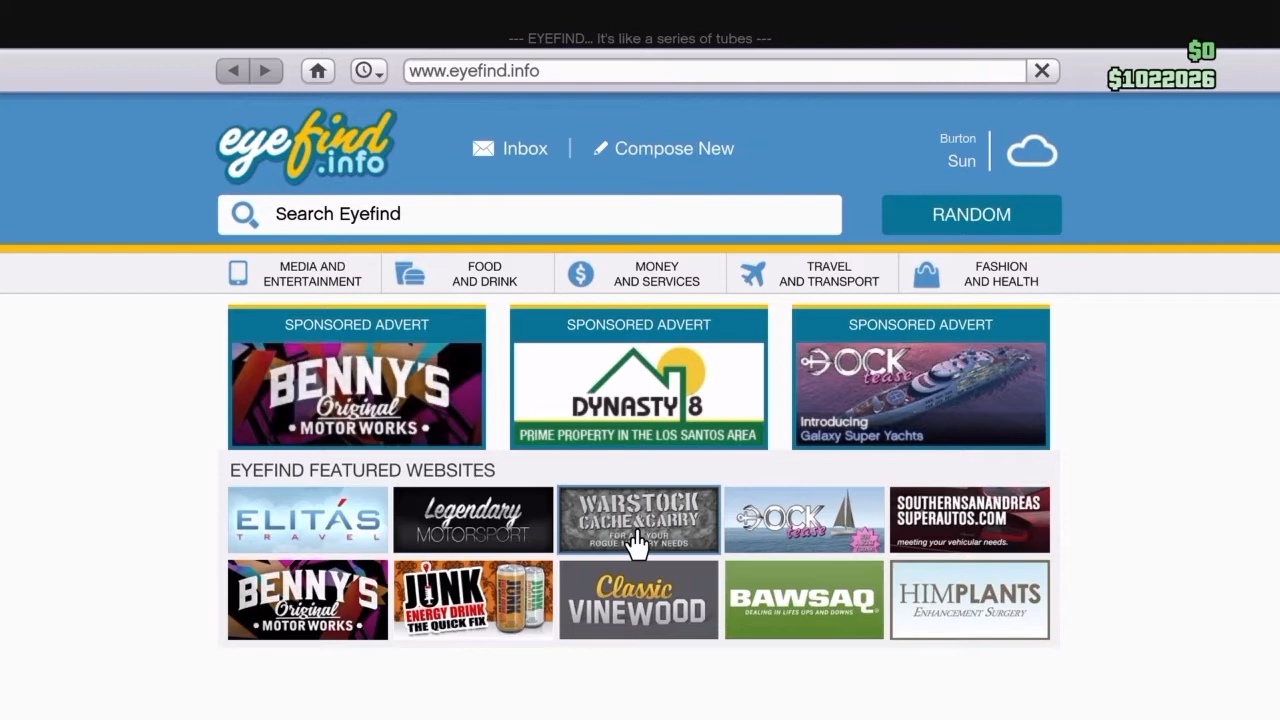 --- EYEFIND... It's like a series of tubes ---
$0
www.eyefind.info
$1022026
eyefind
.info
Inbox
Compose New
Burton
Sun
Search Eyefind
RANDOM
MEDIA AND
ENTERTAINMENT
FOOD
AND DRINK
MONEY
AND SERVICES
TRAVEL
AND TRANSPORT
FASHION
AND HEALTH
SPONSORED ADVERT
BENNY'S
Original
• MOTOR WORKS •
SPONSORED ADVERT
DYNASTY 8
PRIME PROPERTY IN THE LOS SANTOS AREA
SPONSORED ADVERT
DOCK
tease
Introducing
Galaxy Super Yachts
EYEFIND FEATURED WEBSITES
ELITÁS
TRAVEL
Legendary
MOTORSPORT
WARSTOCK
CACHE & CARRY
DOCK
tease
SOUTHERNSANANDREAS
SUPERAUTOS.COM
meeting your vehicular needs.
BENNY'S
Original
• MOTOR WORKS •
JUNK
ENERGY DRINK
THE QUICK FIX
Classic
VINEWOOD
BAWSAQ
DEALING IN LIFES UPS AND DOWNS
HIMPLANTS
ENHANCEMENT SURGERY